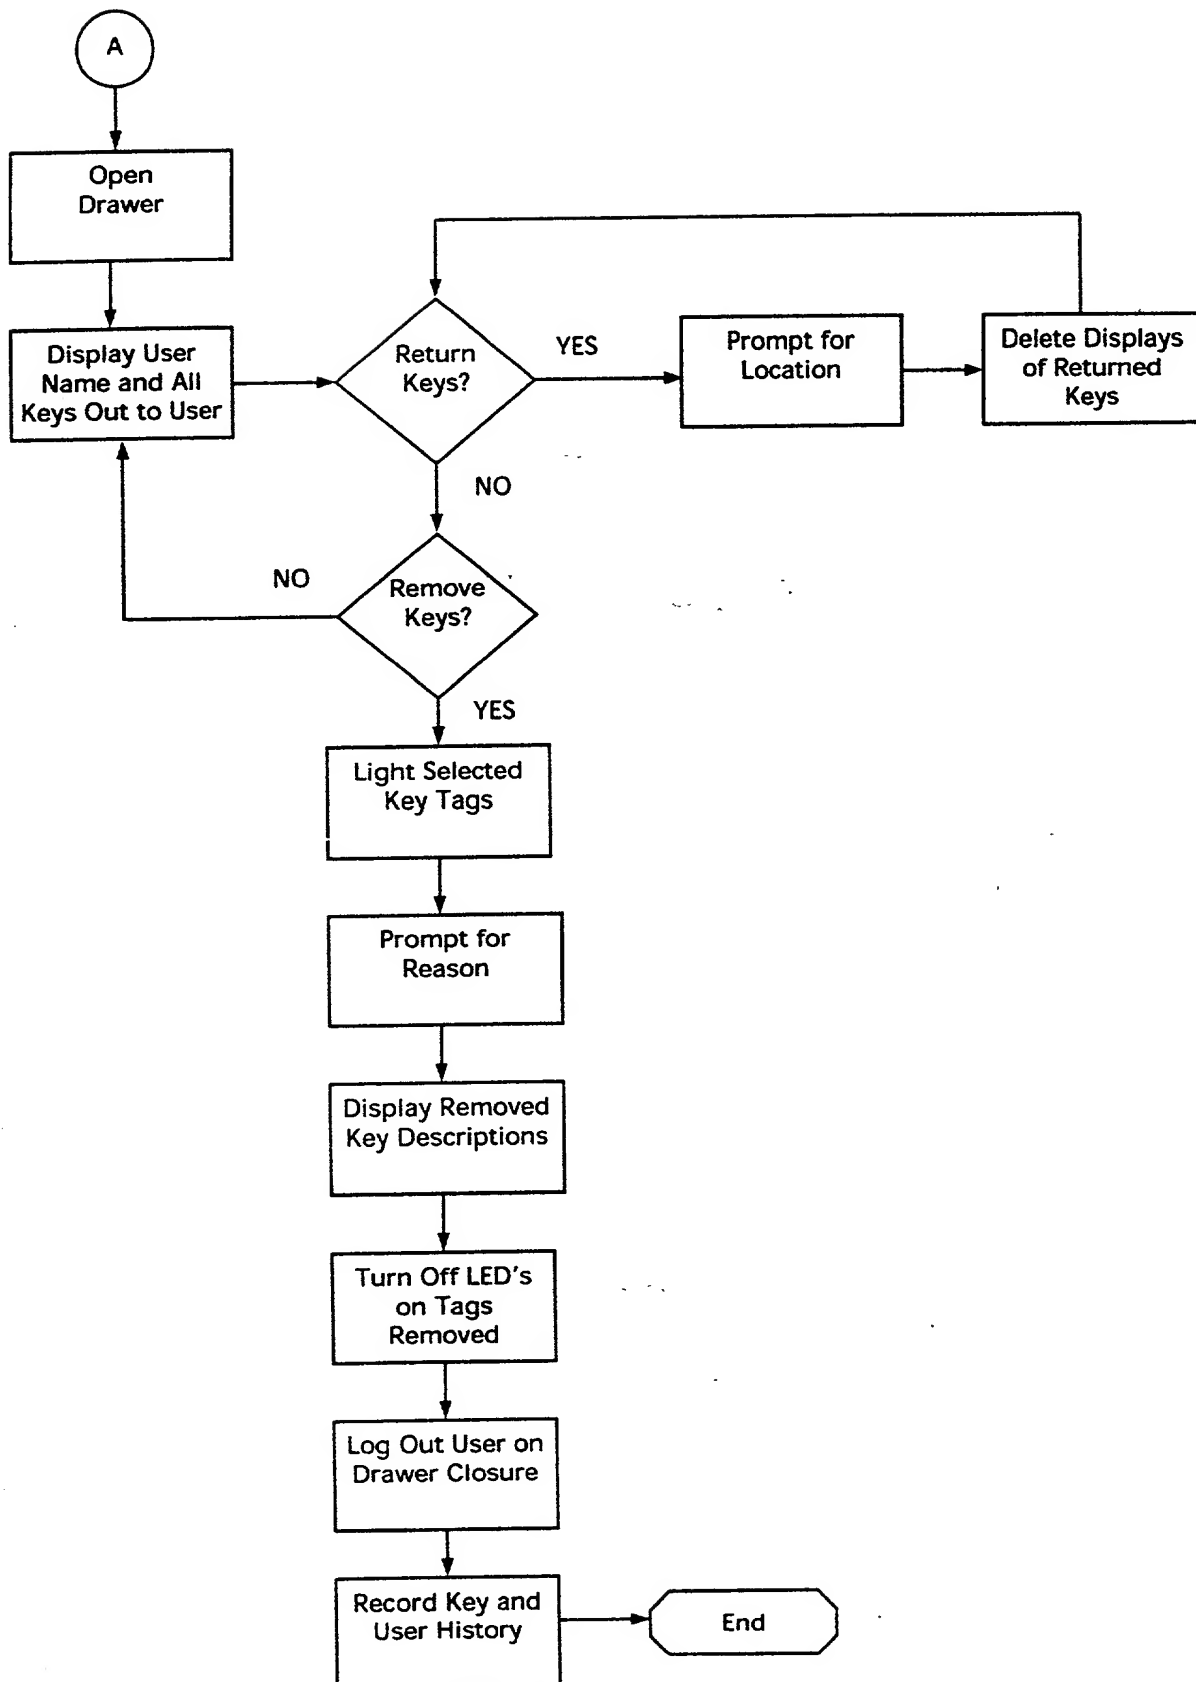 A
Open
Drawer
Display User
Name and All
Keys Out to User
Return
Keys?
YES
Prompt for
Location
Delete Displays
of Returned
Keys
NO
Remove
Keys?
NO
YES
Light Selected
Key Tags
Prompt for
Reason
Display Removed
Key Descriptions
Turn Off LED's
on Tags
Removed
Log Out User on
Drawer Closure
Record Key and
User History
End